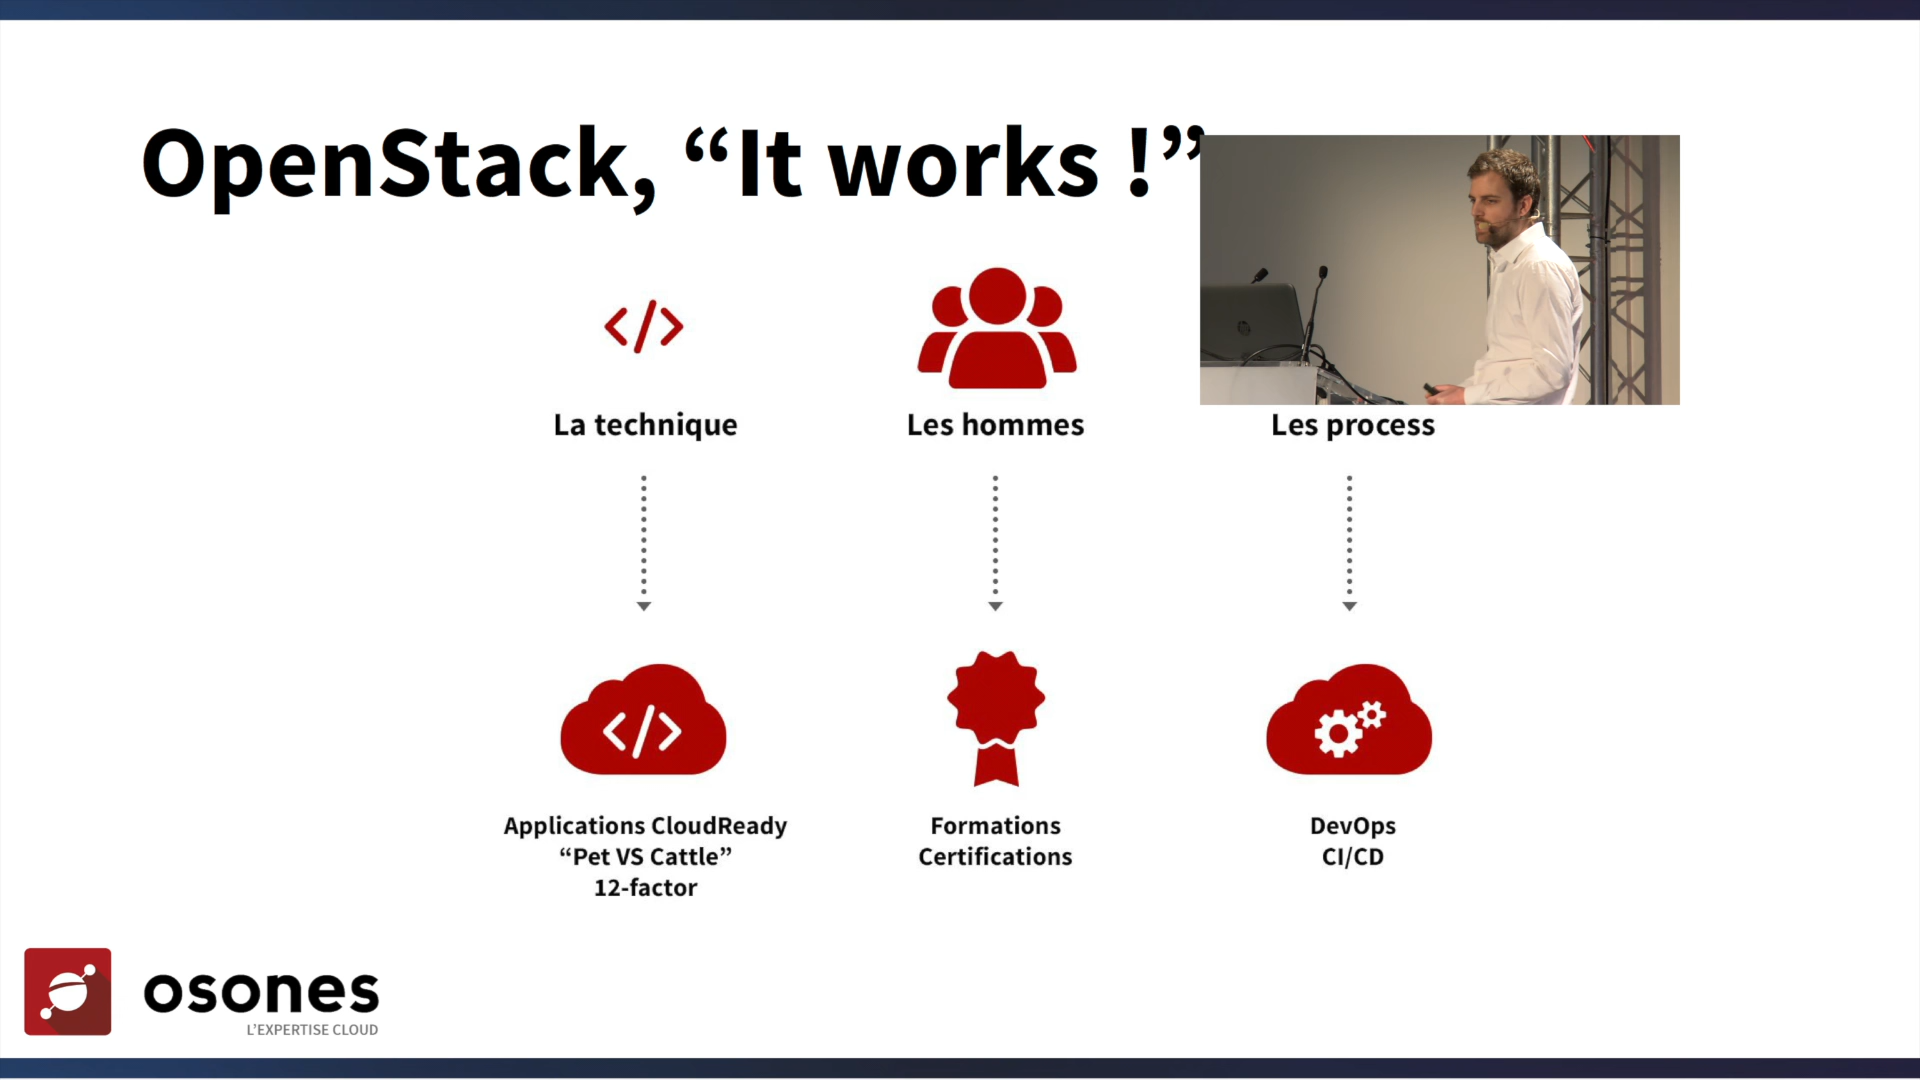 OpenStack, “It works !”
</>
La technique
Les hommes
Les process
</>
Applications CloudReady
“Pet VS Cattle”
12-factor
Formations
Certifications
DevOps
CI/CD
osones
L’EXPERTISE CLOUD